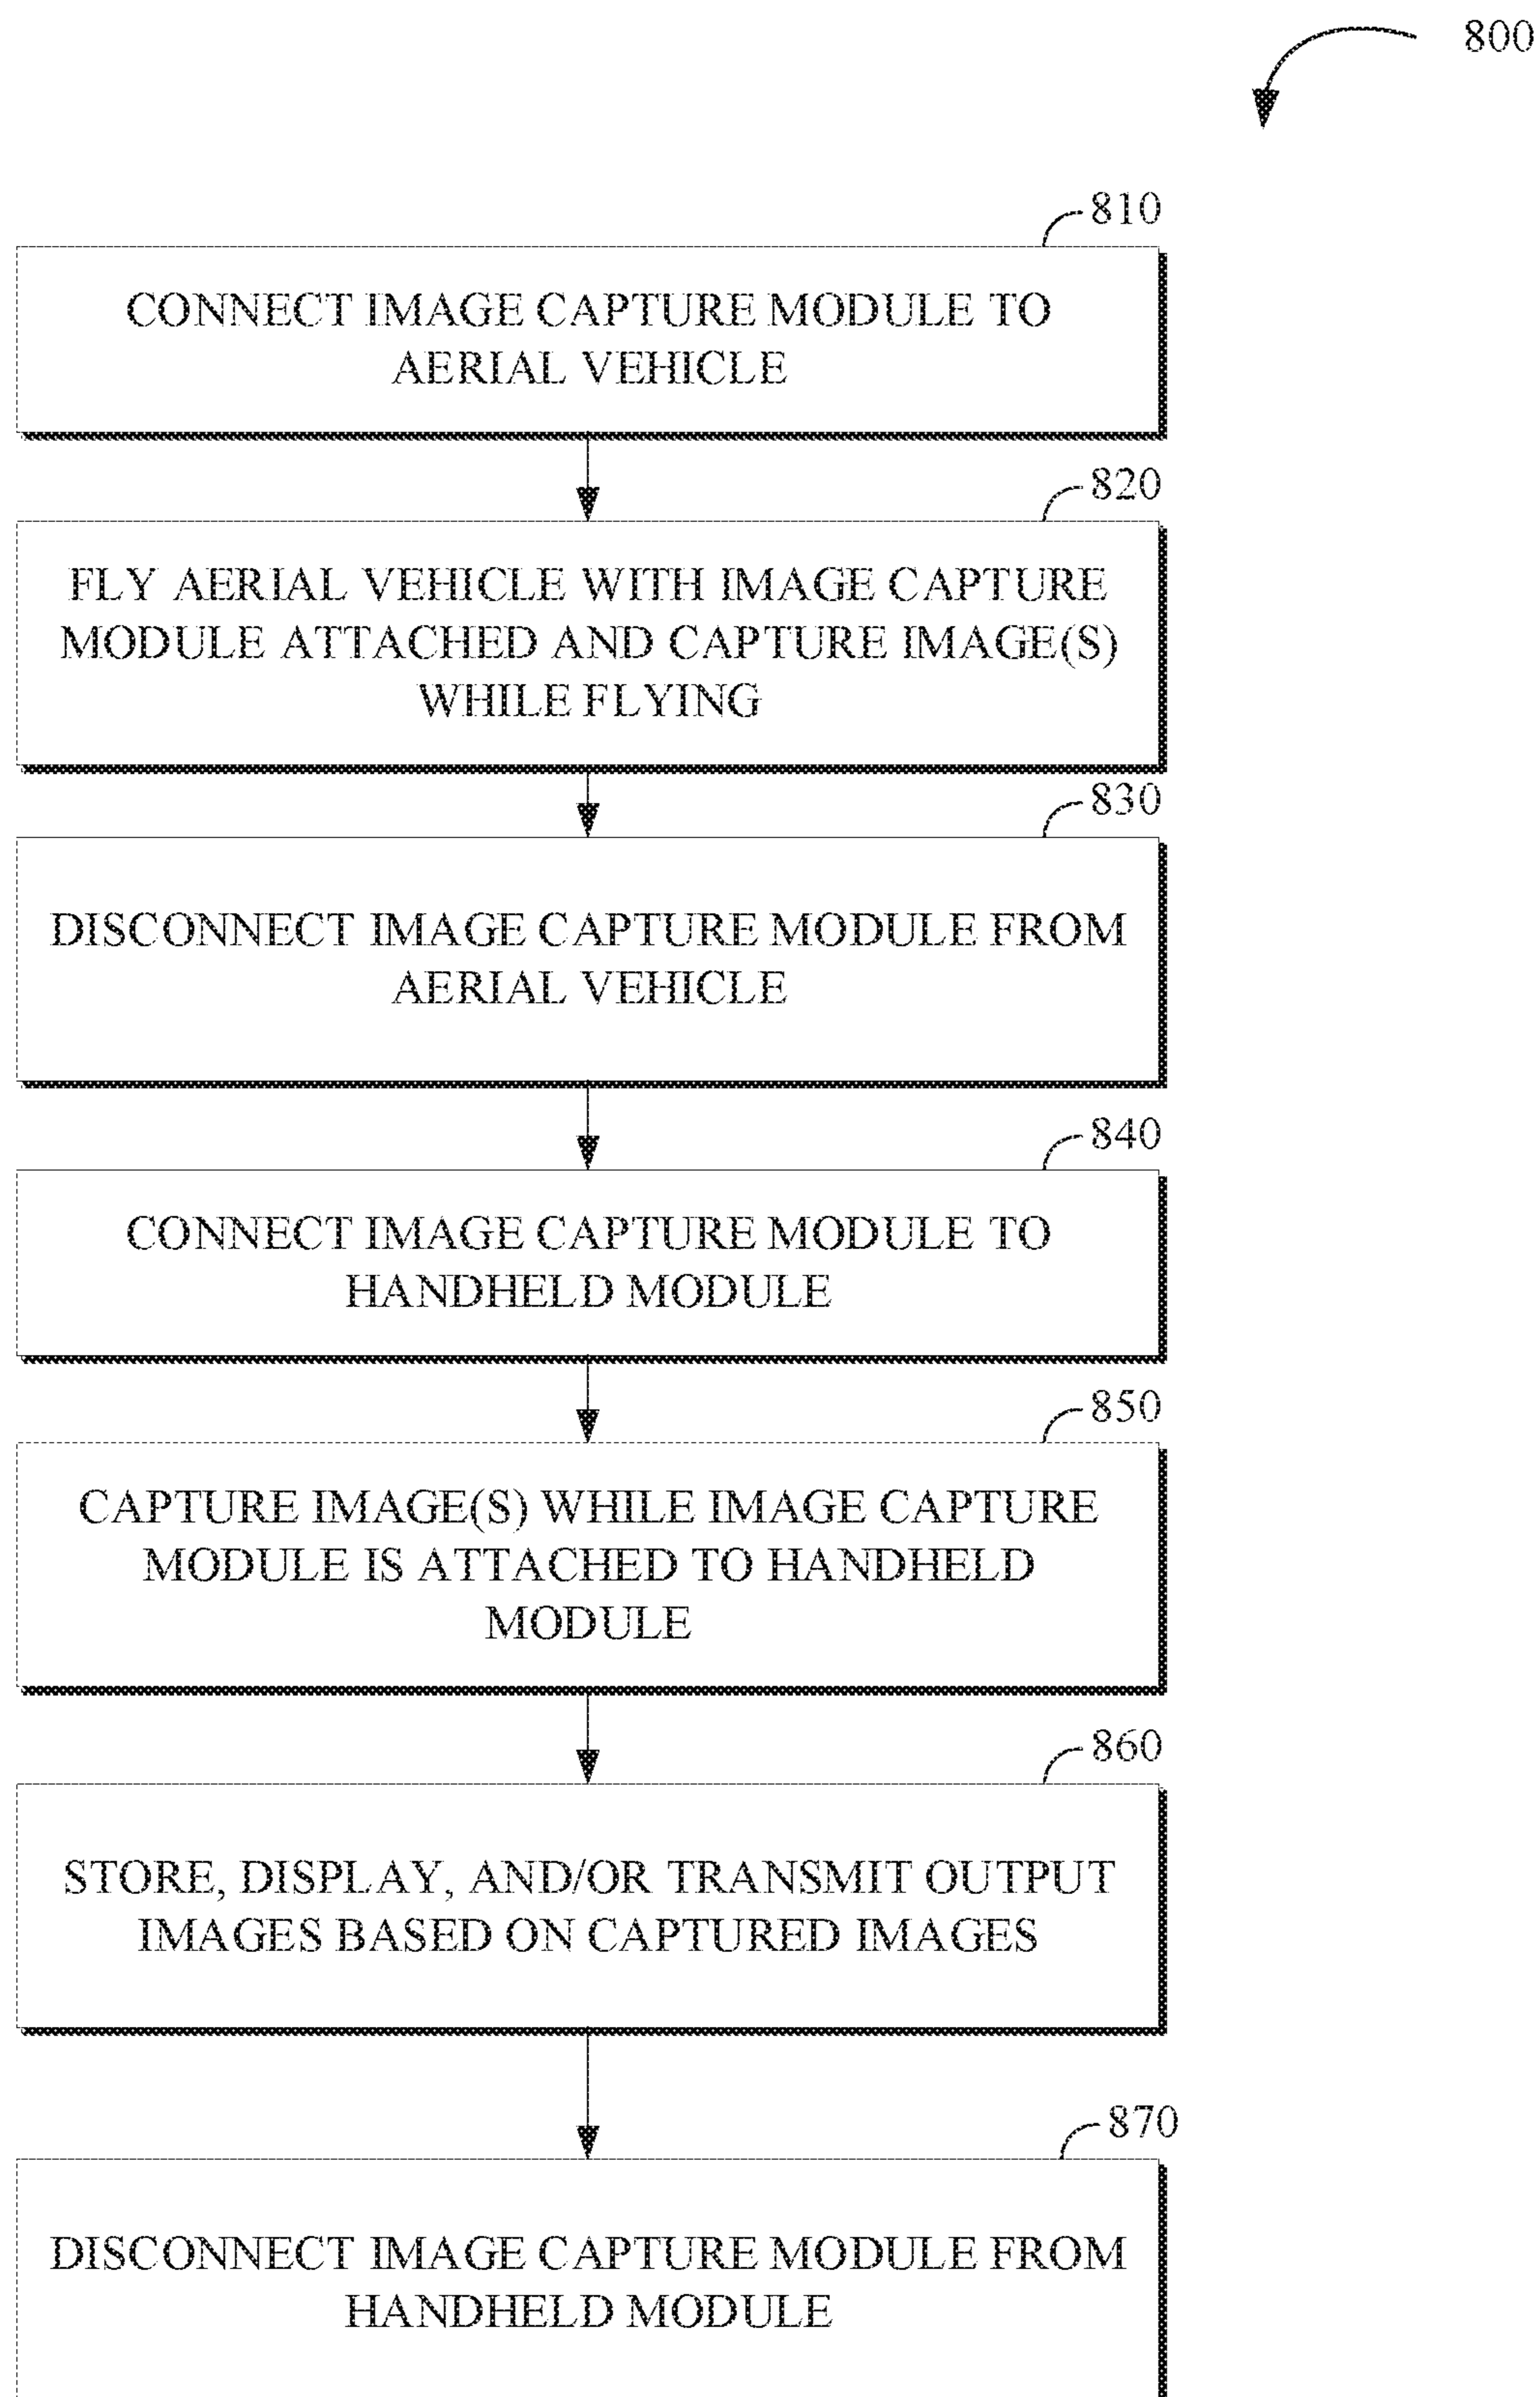 800
810
CONNECT IMAGE CAPTURE MODULE TO
AERIAL VEHICLE
820
FLY AERIAL VEHICLE WITH IMAGE CAPTURE
MODULE ATTACHED AND CAPTURE IMAGE(S)
WHILE FLYING
830
DISCONNECT IMAGE CAPTURE MODULE FROM
AERIAL VEHICLE
840
CONNECT IMAGE CAPTURE MODULE TO
HANDHELD MODULE
850
CAPTURE IMAGE(S) WHILE IMAGE CAPTURE
MODULE IS ATTACHED TO HANDHELD
MODULE
860
STORE, DISPLAY, AND/OR TRANSMIT OUTPUT
IMAGES BASED ON CAPTURED IMAGES
870
DISCONNECT IMAGE CAPTURE MODULE FROM
HANDHELD MODULE